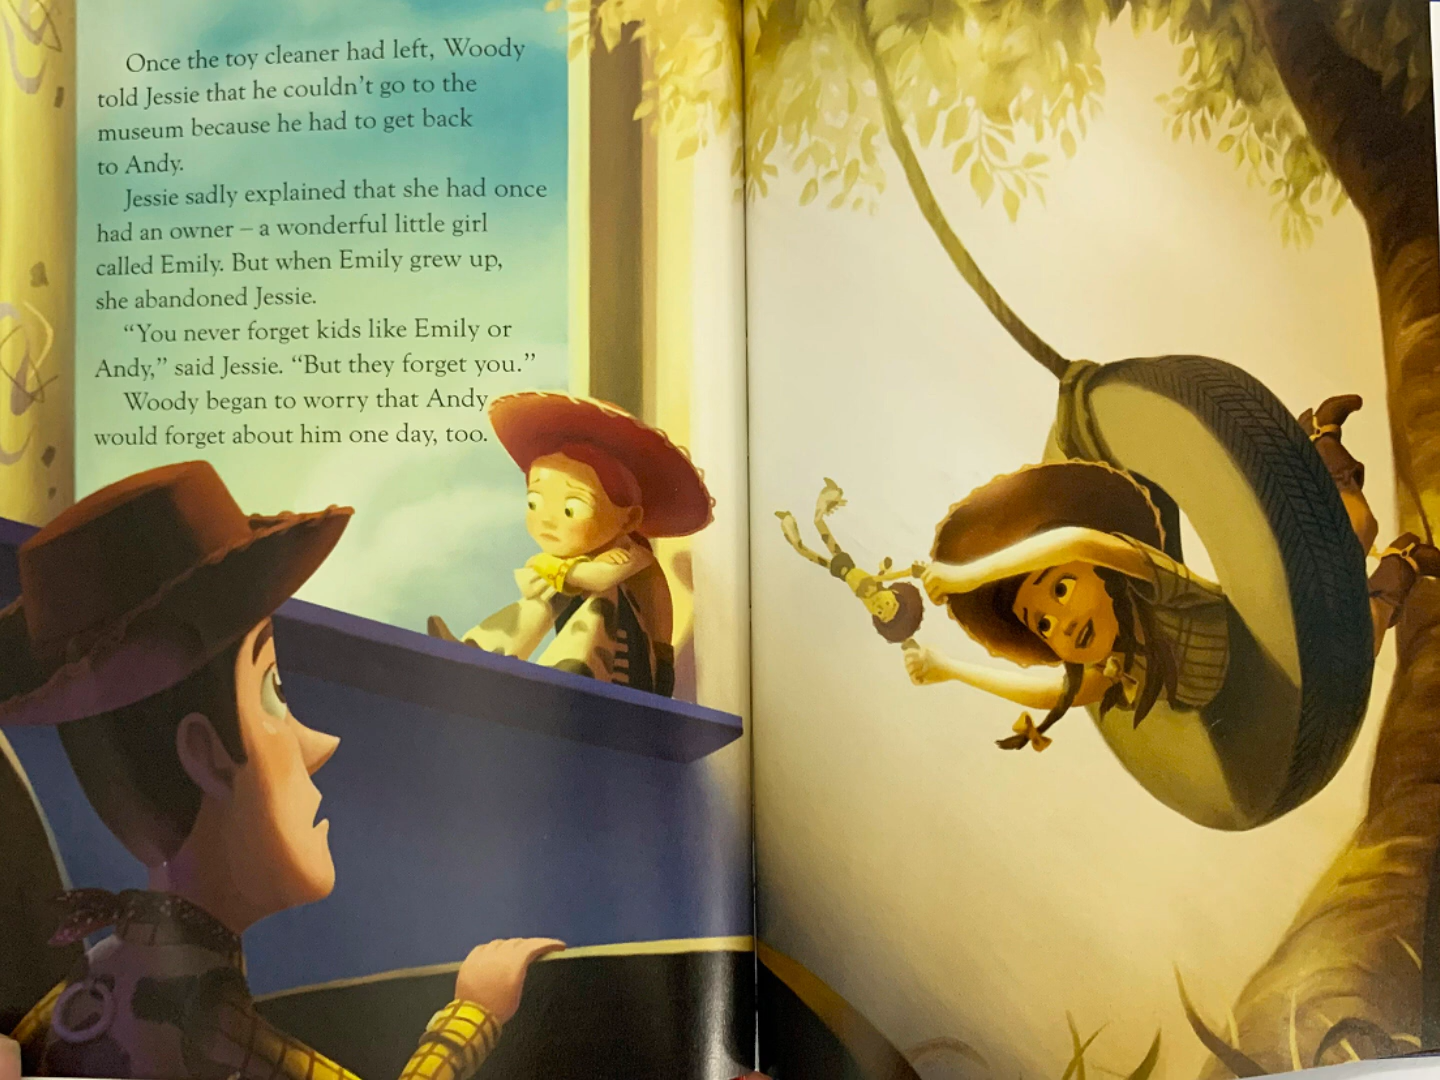 Once the toy cleaner had left, Woody
told Jessie that he couldn’t go to the
museum because he had to get back
to Andy.
Jessie sadly explained that she had once
had an owner – a wonderful little girl
called Emily. But when Emily grew up,
she abandoned Jessie.
“You never forget kids like Emily or
Andy,” said Jessie. “But they forget you.”
Woody began to worry that Andy
would forget about him one day, too.